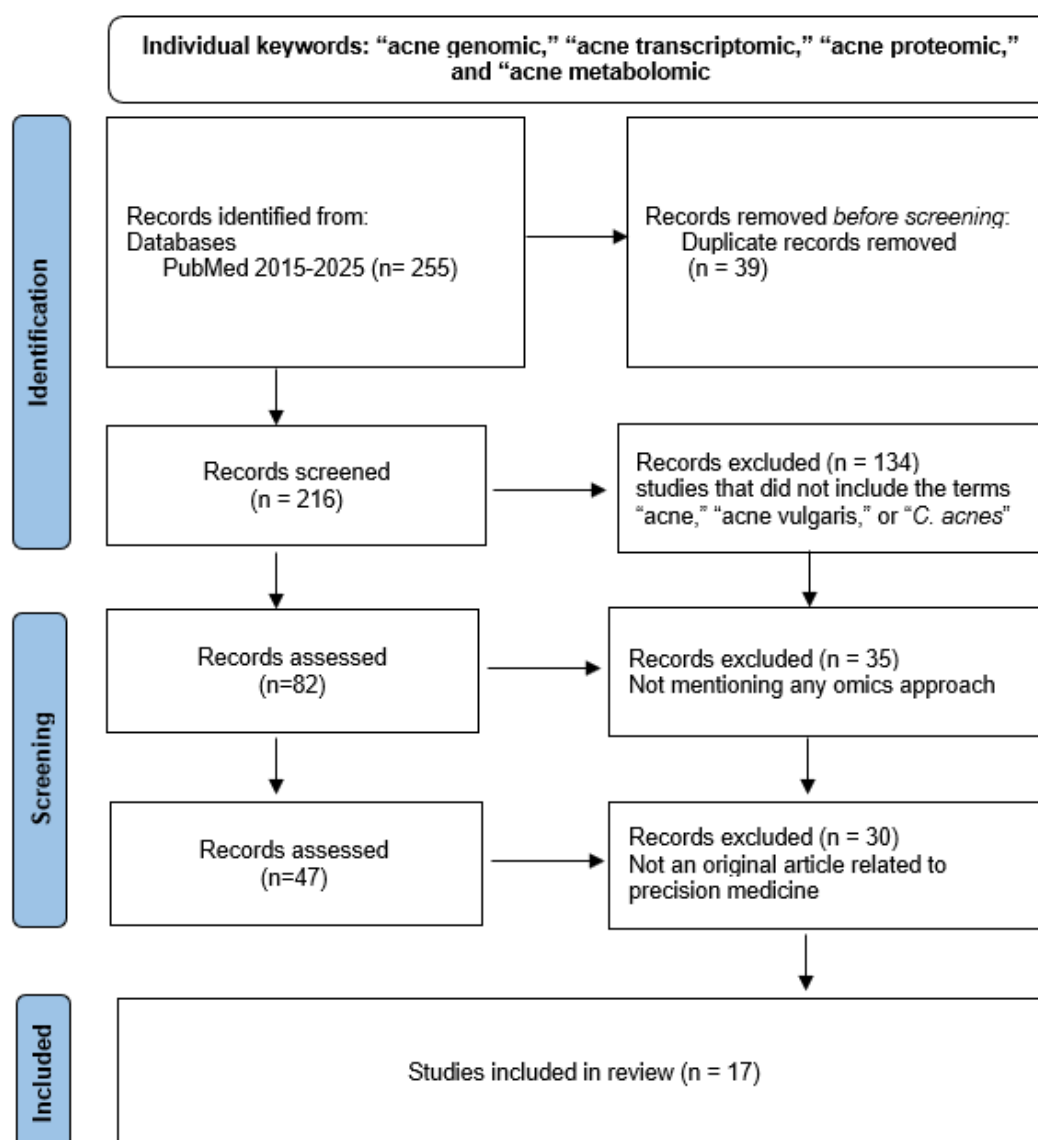 Individual keywords: “acne genomic,” “acne transcriptomic,” “acne proteomic,”
and “acne metabolomic
Identification
Records identified from:
Databases
PubMed 2015-2025 (n= 255)
Records removed before screening:
Duplicate records removed
(n = 39)
Records screened
(n = 216)
Records excluded (n = 134)
studies that did not include the terms
“acne,” “acne vulgaris,” or “C. acnes”
Screening
Records assessed
(n=82)
Records excluded (n = 35)
Not mentioning any omics approach
Records assessed
(n=47)
Records excluded (n = 30)
Not an original article related to
precision medicine
Included
Studies included in review (n = 17)